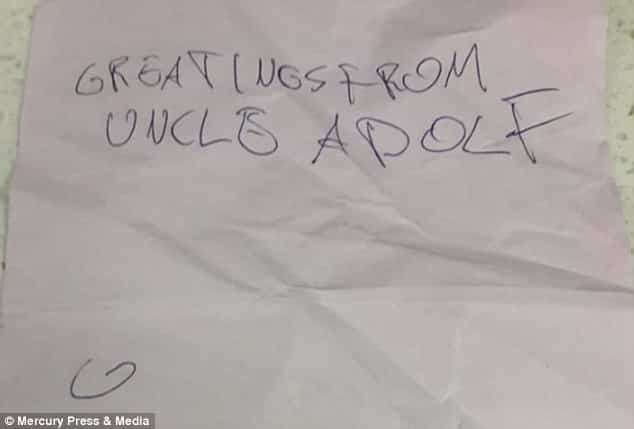 GREATINGS FROM
UNCLE ADOLF
© Mercury Press & Media